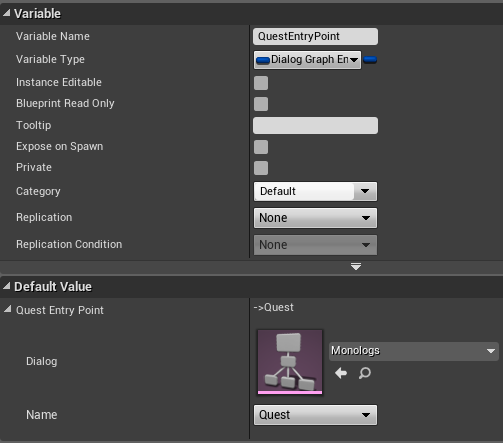 Variable
Variable Name QuestEntryPoint
Variable Type Dialog Graph En
Instance Editable
Blueprint Read Only
Tooltip
Expose on Spawn
Private
Category Default
Replication None
Replication Condition None
Default Value
Quest Entry Point ->Quest
Dialog Monologs
Name Quest